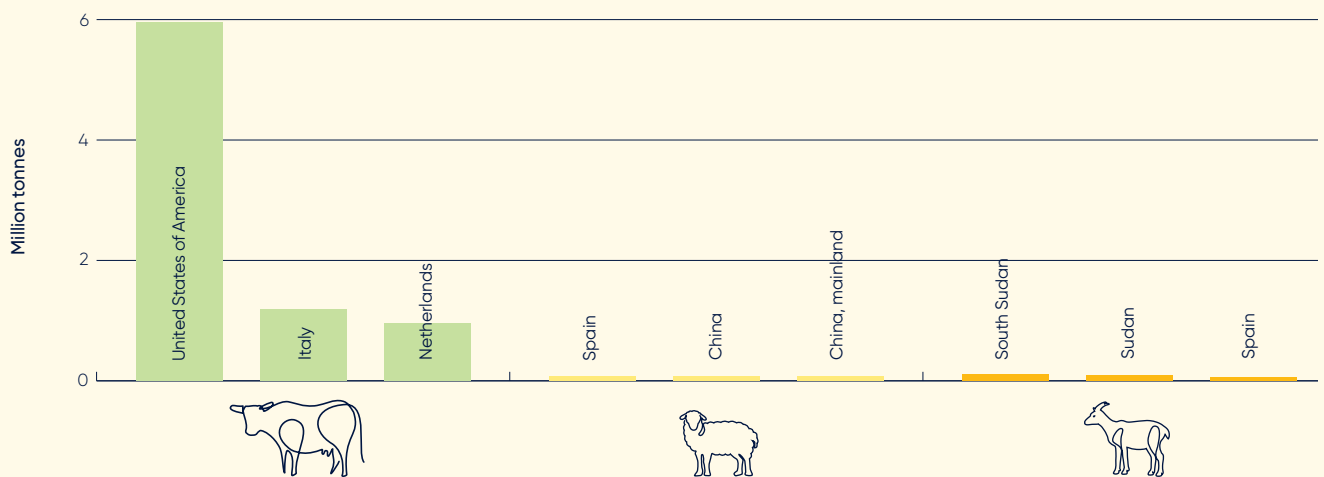 Million tonnes
6
4
2
0
United States of America
Italy
Netherlands
Spain
China
China, mainland
South Sudan
Sudan
Spain